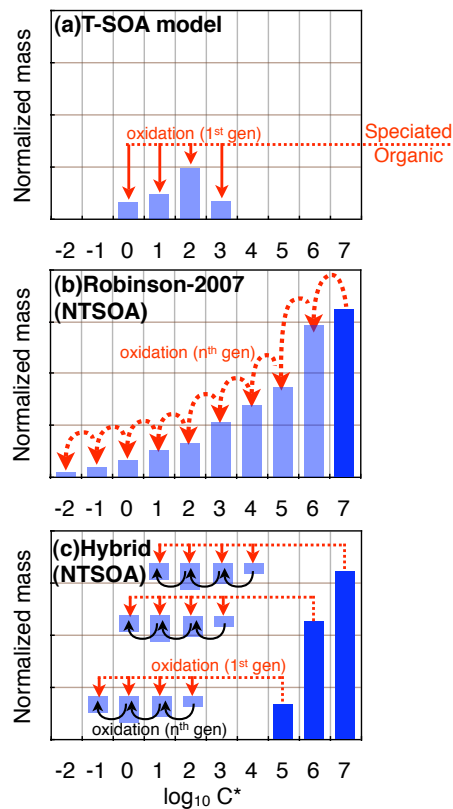 (a)T-SOA model
Normalized mass
oxidation (1st gen)
Speciated
Organic
-2 -1 0 1 2 3 4 5 6 7
(b)Robinson-2007
(NTSOA)
Normalized mass
oxidation (nth gen)
-2 -1 0 1 2 3 4 5 6 7
(c)Hybrid
(NTSOA)
Normalized mass
oxidation (1st gen)
oxidation (nth gen)
-2 -1 0 1 2 3 4 5 6 7
log10 C*